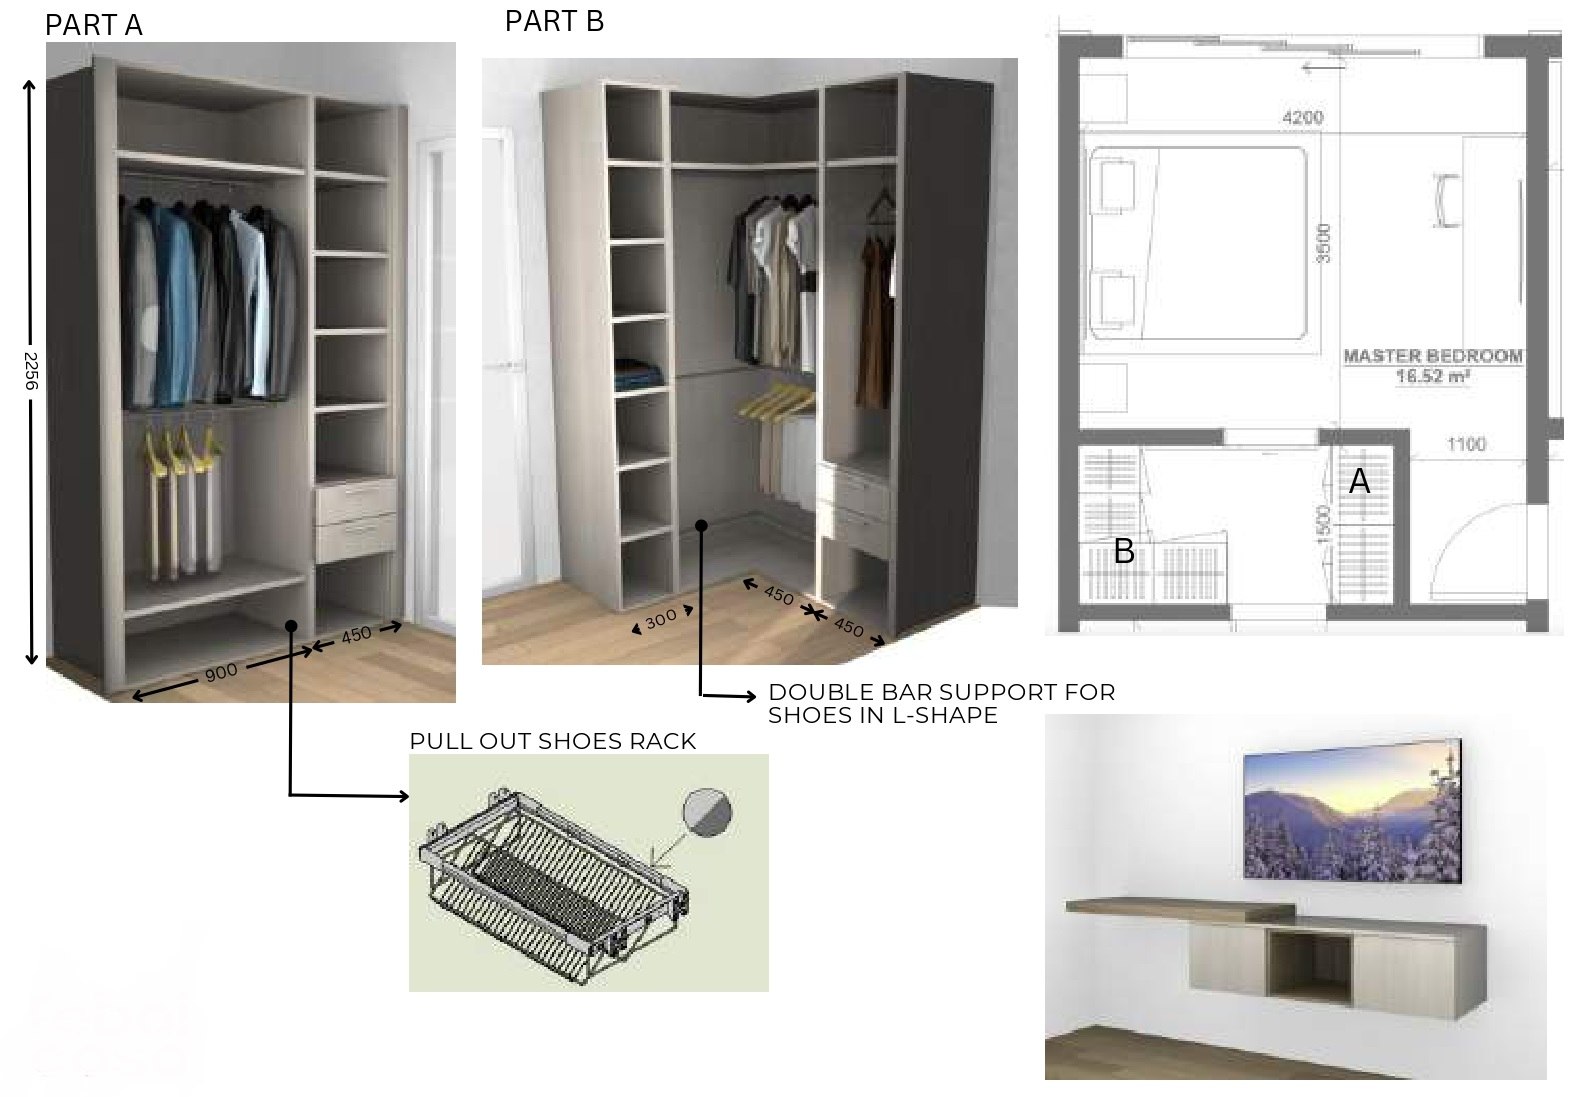 PART A
PART B
2256
900
450
300
450
450
4200
3500
MASTER BEDROOM
16.52 m²
1100
A
1500
B
DOUBLE BAR SUPPORT FOR
SHOES IN L-SHAPE
PULL OUT SHOES RACK